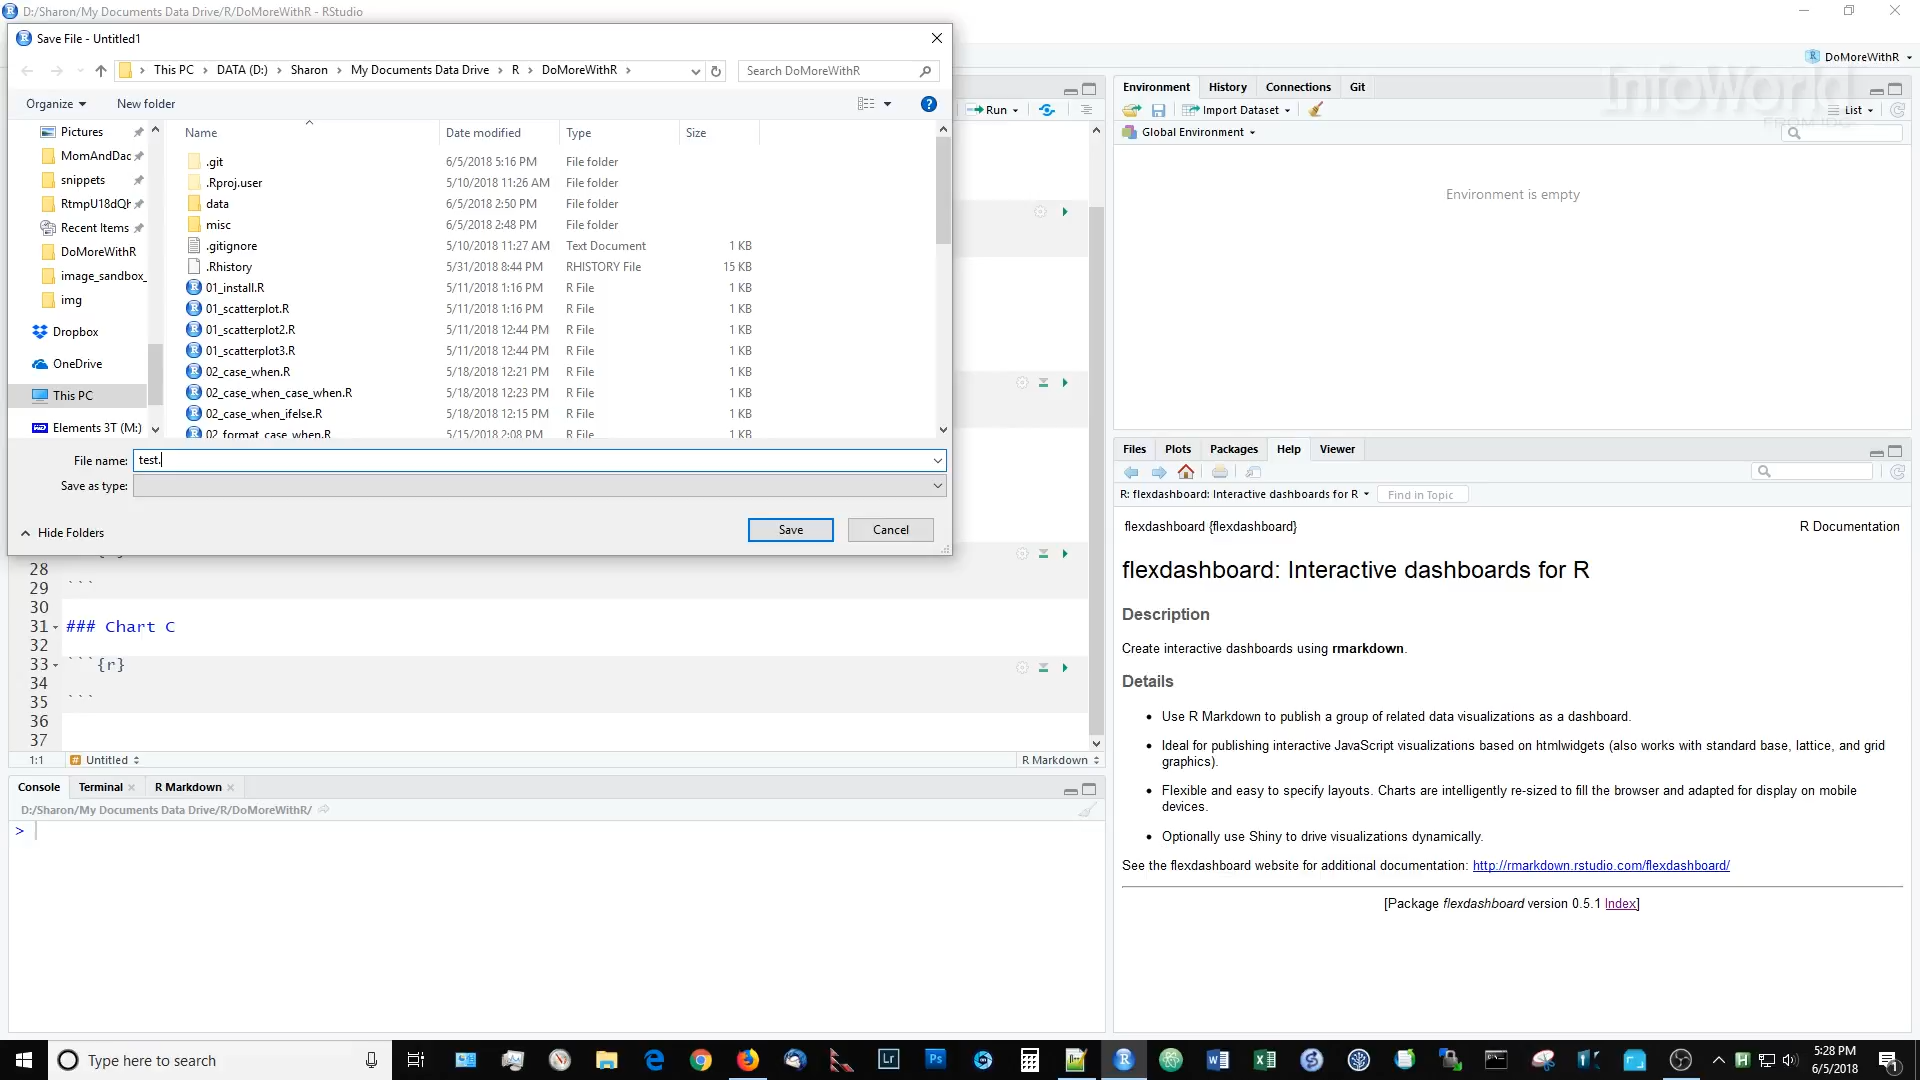 D:/Sharon/My Documents Data Drive/R/DoMoreWithR - RStudio
Save File - Untitled1
This PC > DATA (D:) > Sharon > My Documents Data Drive > R > DoMoreWithR >
Search DoMoreWithR
Organize
New folder
Name
Date modified
Type
Size
Pictures
MomAndDac
snippets
RtmpU18dQh
Recent Items
DoMoreWithR
image_sandbox_
img
Dropbox
OneDrive
This PC
Elements 3T (M:)
.git 6/5/2018 5:16 PM File folder
.Rproj.user 5/10/2018 11:26 AM File folder
data 6/5/2018 2:50 PM File folder
misc 6/5/2018 2:48 PM File folder
.gitignore 5/10/2018 11:27 AM Text Document 1 KB
.Rhistory 5/31/2018 8:44 PM RHISTORY File 15 KB
01_install.R 5/11/2018 1:16 PM R File 1 KB
01_scatterplot.R 5/11/2018 1:16 PM R File 1 KB
01_scatterplot2.R 5/11/2018 12:44 PM R File 1 KB
01_scatterplot3.R 5/11/2018 12:44 PM R File 1 KB
02_case_when.R 5/18/2018 12:21 PM R File 1 KB
02_case_when_case_when.R 5/18/2018 12:23 PM R File 1 KB
02_case_when_ifelse.R 5/18/2018 12:15 PM R File 1 KB
02_format_case_when.R 5/15/2018 2:08 PM R File 1 KB
File name: test.
Save as type:
Hide Folders
Save
Cancel
Run
28
29 ```
30
31 ### Chart C
32
33 ```{r}
34
35 ```
36
37
1:1 Untitled R Markdown
Console Terminal R Markdown
D:/Sharon/My Documents Data Drive/R/DoMoreWithR/
>
DoMoreWithR
InfoWorld
FROM IDG
Environment History Connections Git
Import Dataset
List
Global Environment
Environment is empty
Files Plots Packages Help Viewer
R: flexdashboard: Interactive dashboards for R
Find in Topic
flexdashboard {flexdashboard}
R Documentation
flexdashboard: Interactive dashboards for R
Description
Create interactive dashboards using rmarkdown.
Details
Use R Markdown to publish a group of related data visualizations as a dashboard.
Ideal for publishing interactive JavaScript visualizations based on htmlwidgets (also works with standard base, lattice, and grid
graphics).
Flexible and easy to specify layouts. Charts are intelligently re-sized to fill the browser and adapted for display on mobile
devices.
Optionally use Shiny to drive visualizations dynamically.
See the flexdashboard website for additional documentation: http://rmarkdown.rstudio.com/flexdashboard/
[Package flexdashboard version 0.5.1 Index]
Type here to search
Lr
Ps
5:28 PM
6/5/2018
1